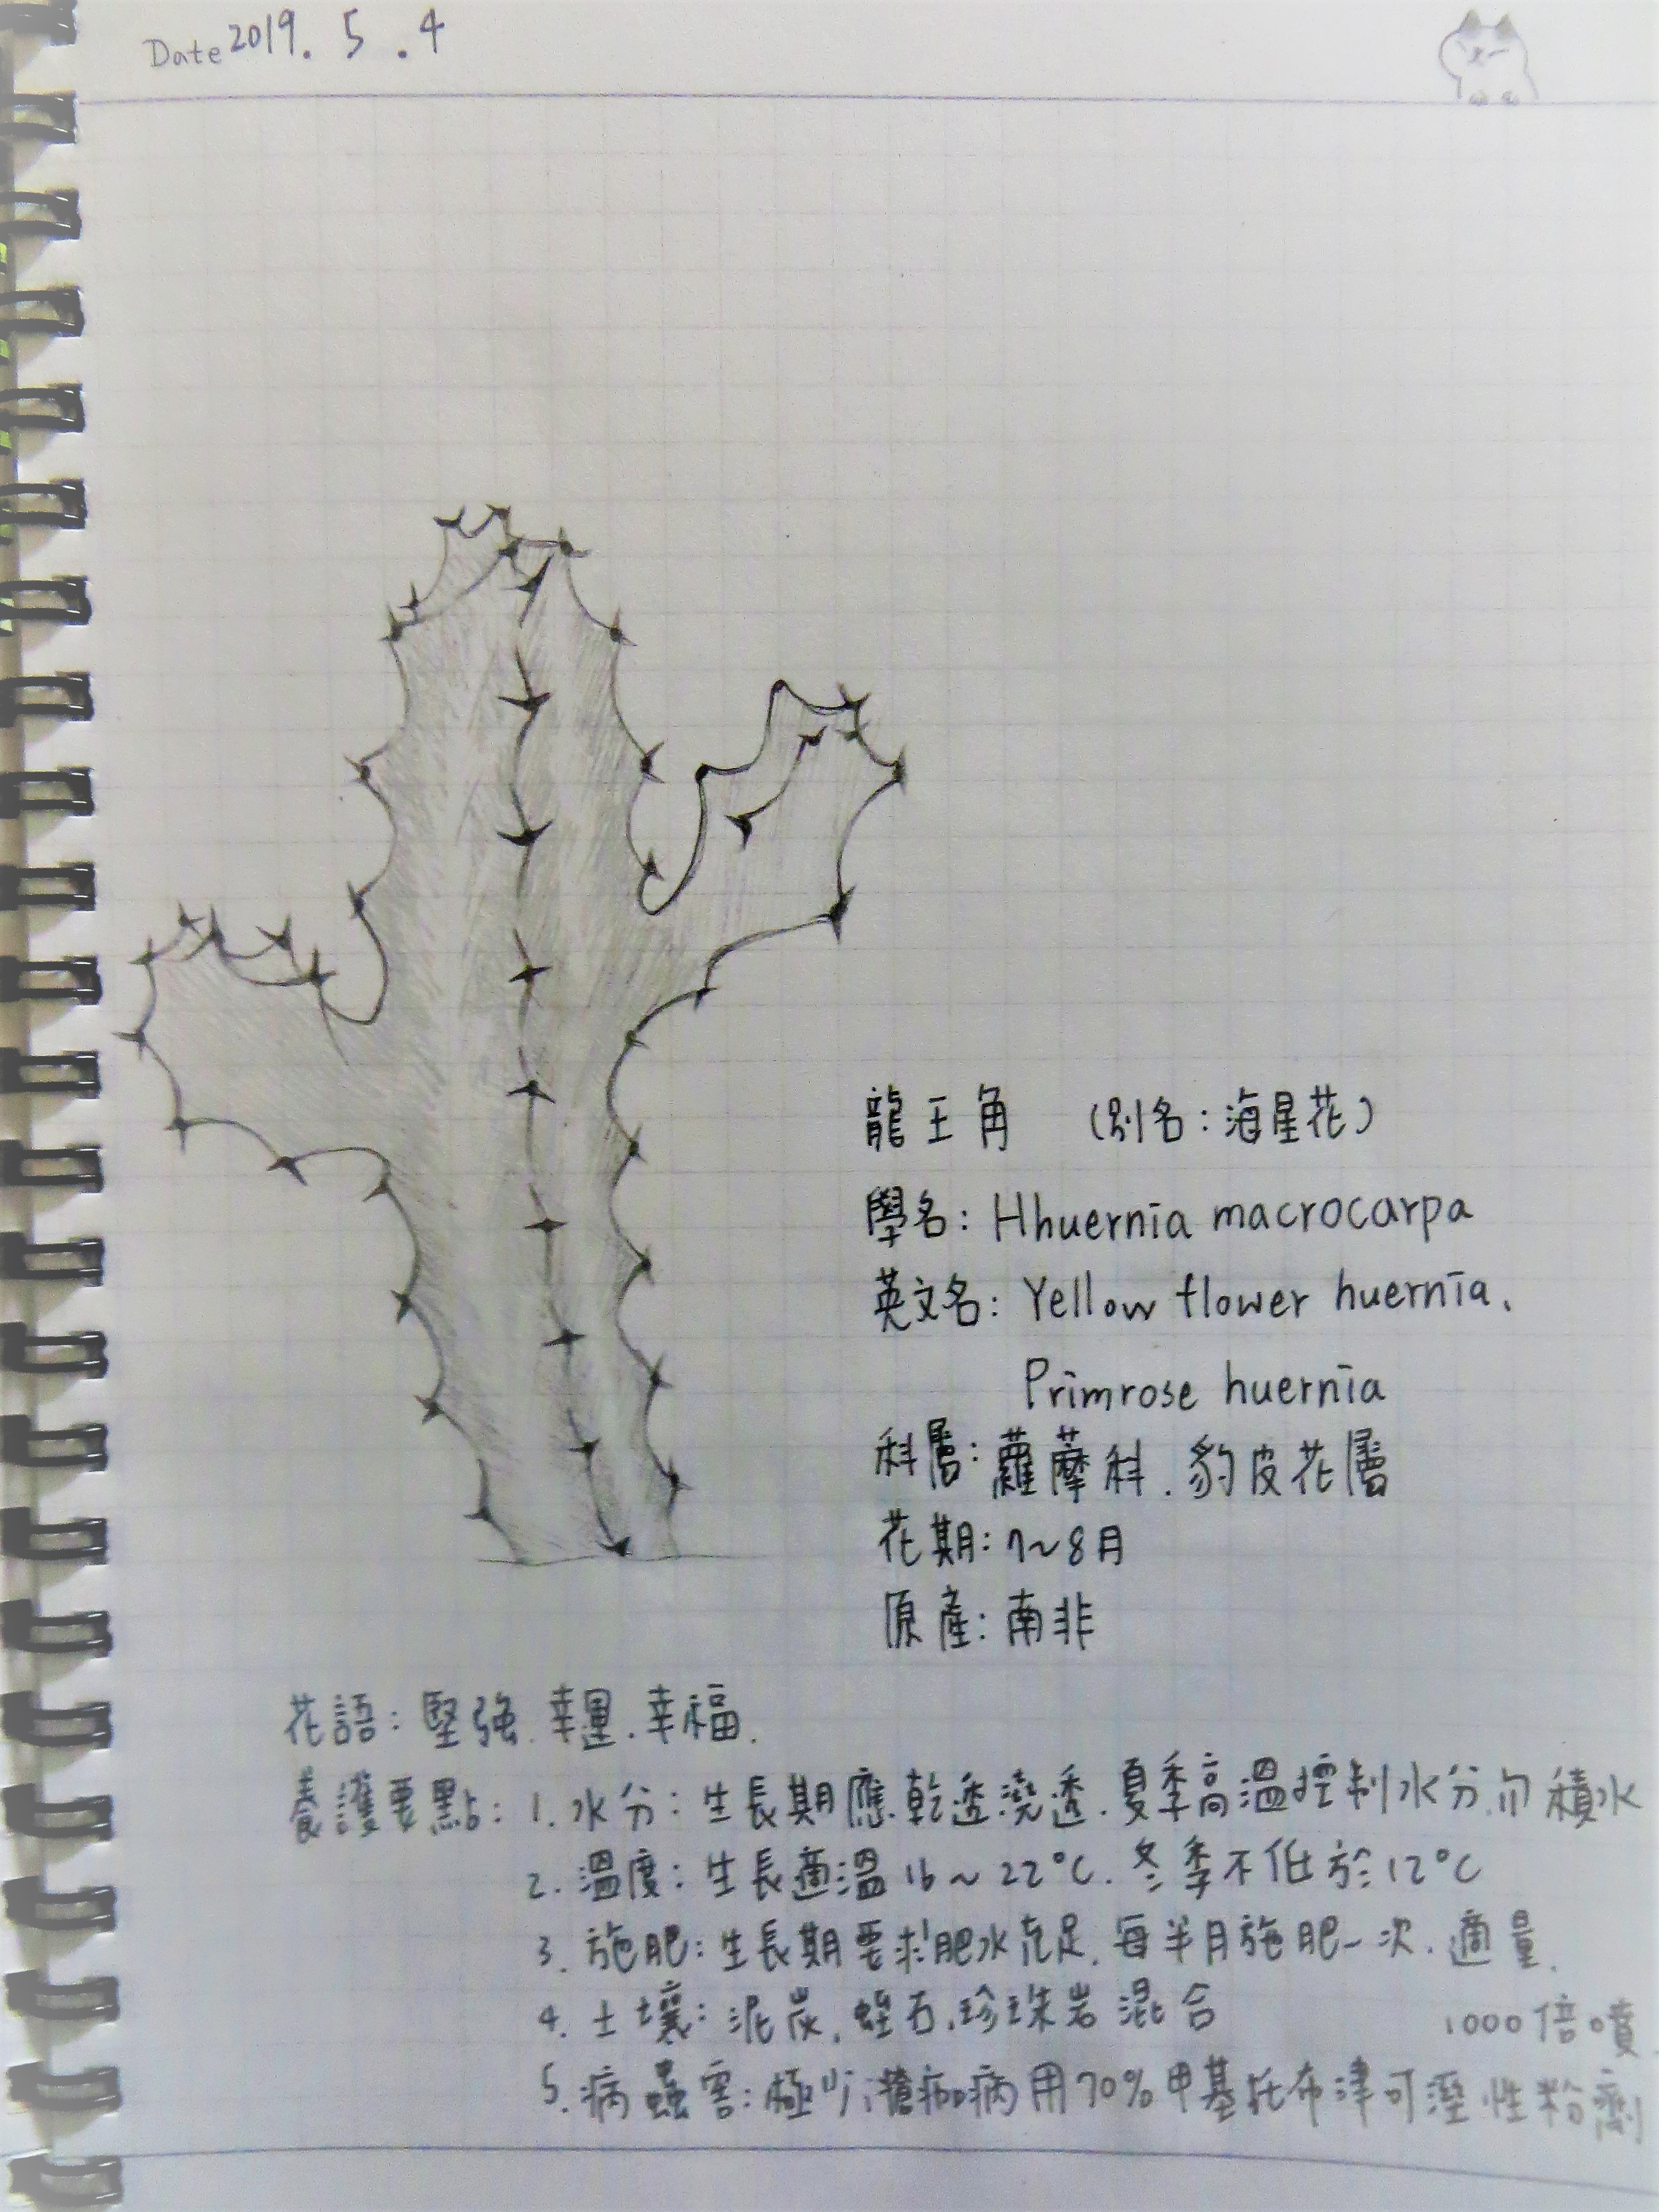 Date 2019. 5 . 4
龍王角 (別名：海星花)
學名：Hhuernia macrocarpa
英文名：Yellow flower huernia、
Primrose huernia
科屬：蘿藦科、豹皮花屬
花期：7～8月
原產：南非
花語：堅強、幸運、幸福.
養護要點：1. 水分：生長期應乾透澆透、夏季高溫控制水分、勿積水
2. 溫度：生長適溫16～22°C、冬季不低於12°C
3. 施肥：生長期要求肥水充足、每半月施肥一次、適量.
4. 土壤：泥炭、蛭石、珍珠岩混合
1000倍噴
5. 病蟲害：極少、瘡痂病用70%甲基托布津可溼性粉劑